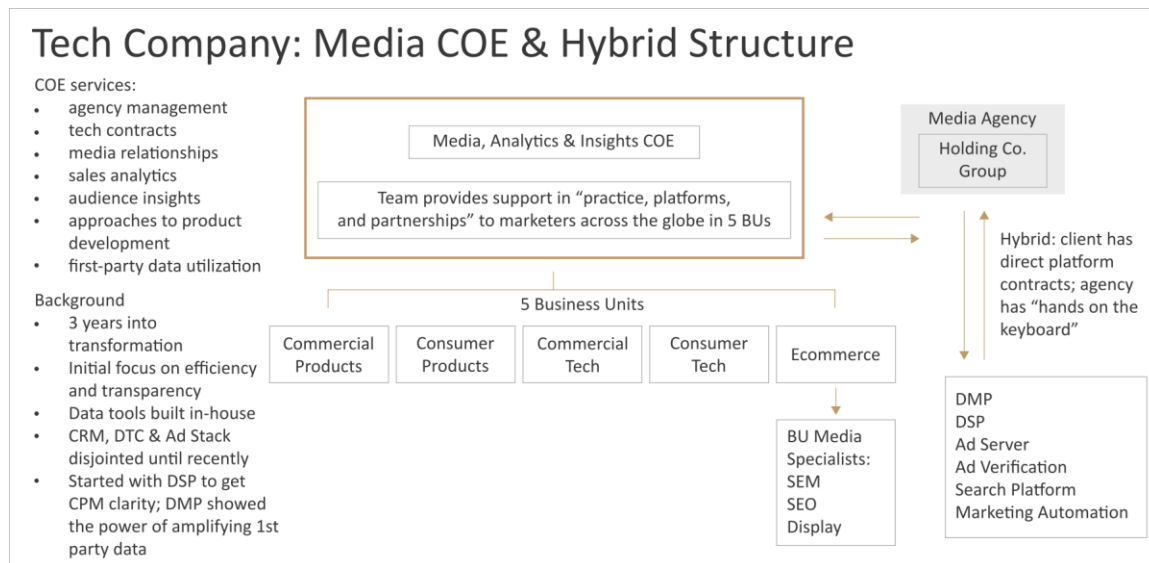 Tech Company: Media COE & Hybrid Structure
COE services:
• agency management
• tech contracts
• media relationships
• sales analytics
• audience insights
• approaches to product
development
• first-party data utilization
Background
• 3 years into
transformation
• Initial focus on efficiency
and transparency
• Data tools built in-house
• CRM, DTC & Ad Stack
disjointed until recently
• Started with DSP to get
CPM clarity; DMP showed
the power of amplifying 1st
party data
Media, Analytics & Insights COE
Team provides support in “practice, platforms,
and partnerships” to marketers across the globe in 5 BUs
5 Business Units
Commercial
Products
Consumer
Products
Commercial
Tech
Consumer
Tech
Ecommerce
BU Media
Specialists:
SEM
SEO
Display
Media Agency
Holding Co.
Group
Hybrid: client has
direct platform
contracts; agency
has “hands on the
keyboard”
DMP
DSP
Ad Server
Ad Verification
Search Platform
Marketing Automation